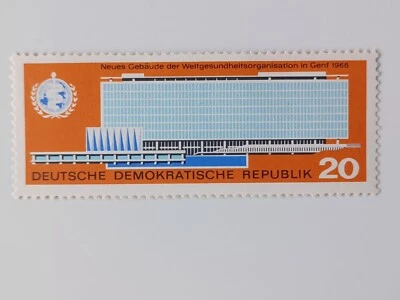 Neues Gebäude der Weltgesundheitsorganisation in Genf 1966
DEUTSCHE DEMOKRATISCHE REPUBLIK 20